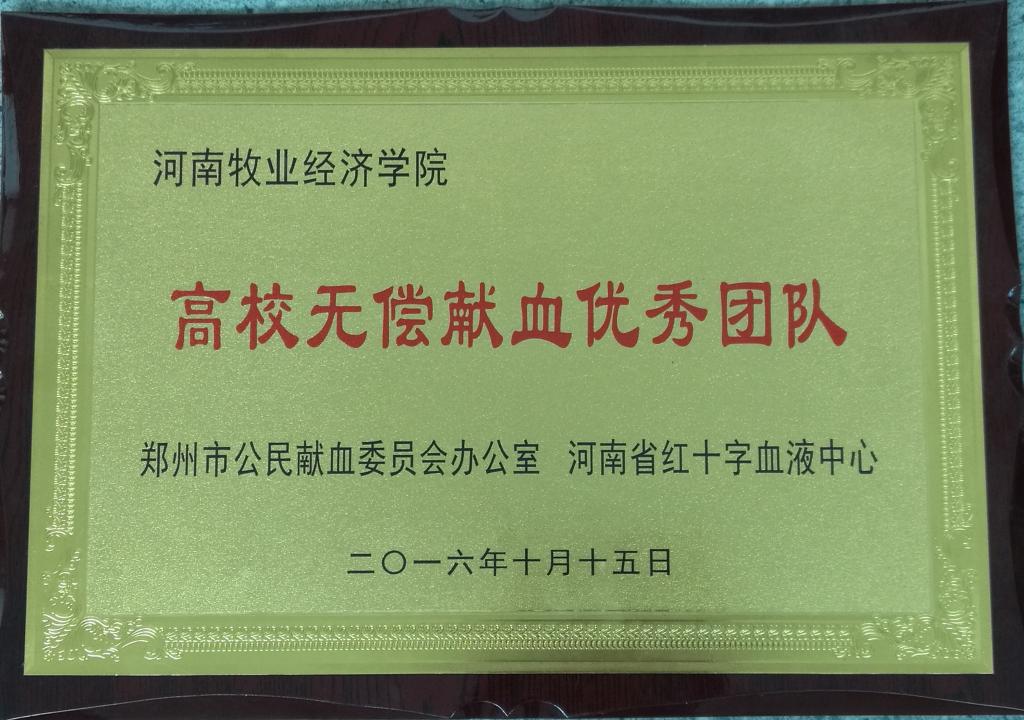 河南牧业经济学院
高校无偿献血优秀团队
郑州市公民献血委员会办公室 河南省红十字血液中心
二〇一六年十月十五日